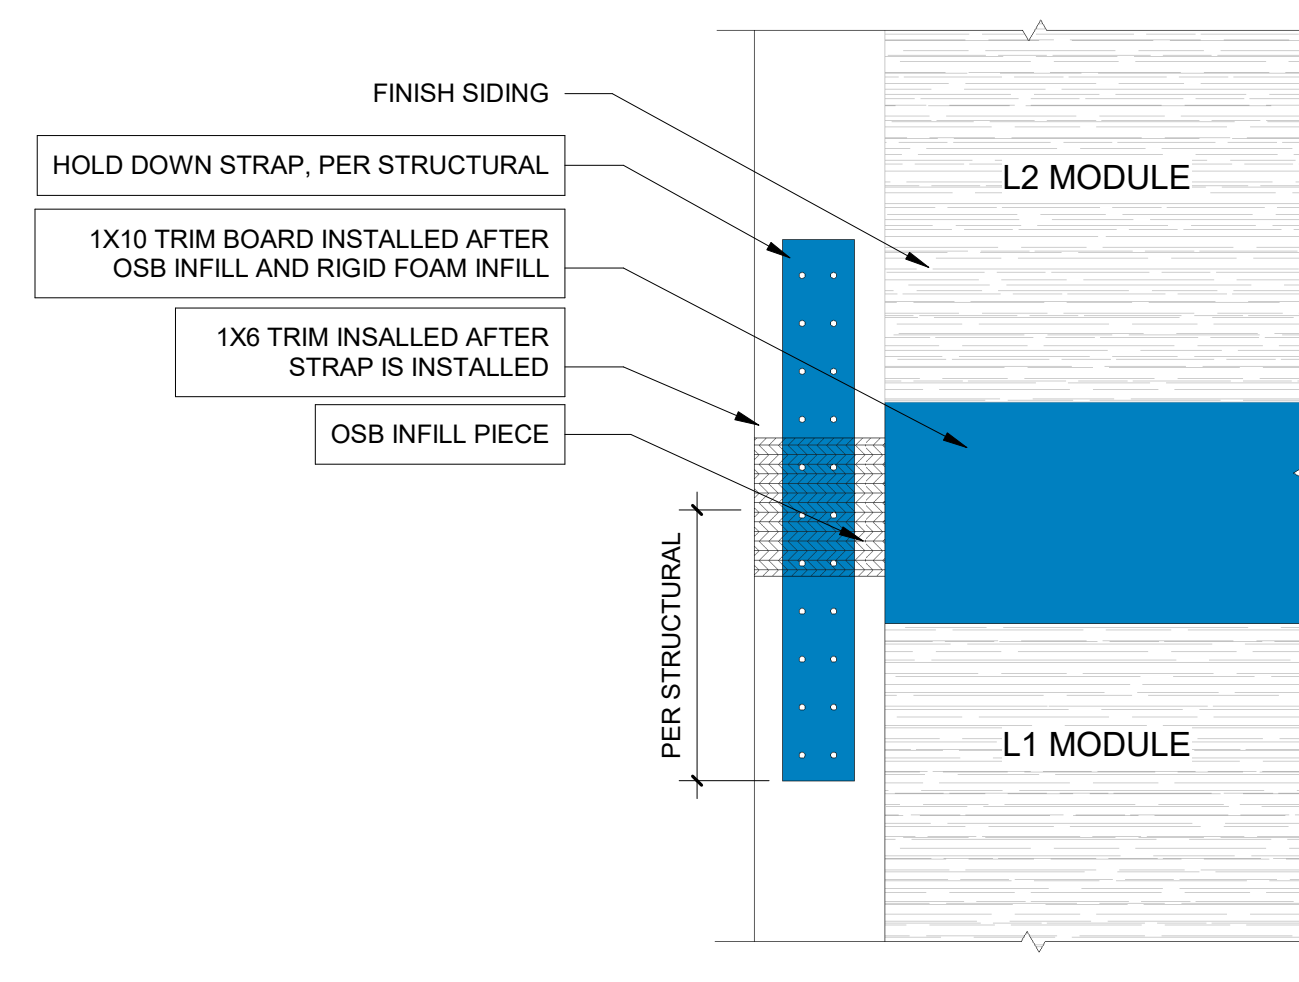 FINISH SIDING
HOLD DOWN STRAP, PER STRUCTURAL
1X10 TRIM BOARD INSTALLED AFTER
OSB INFILL AND RIGID FOAM INFILL
1X6 TRIM INSALLED AFTER
STRAP IS INSTALLED
OSB INFILL PIECE
PER STRUCTURAL
L2 MODULE
L1 MODULE